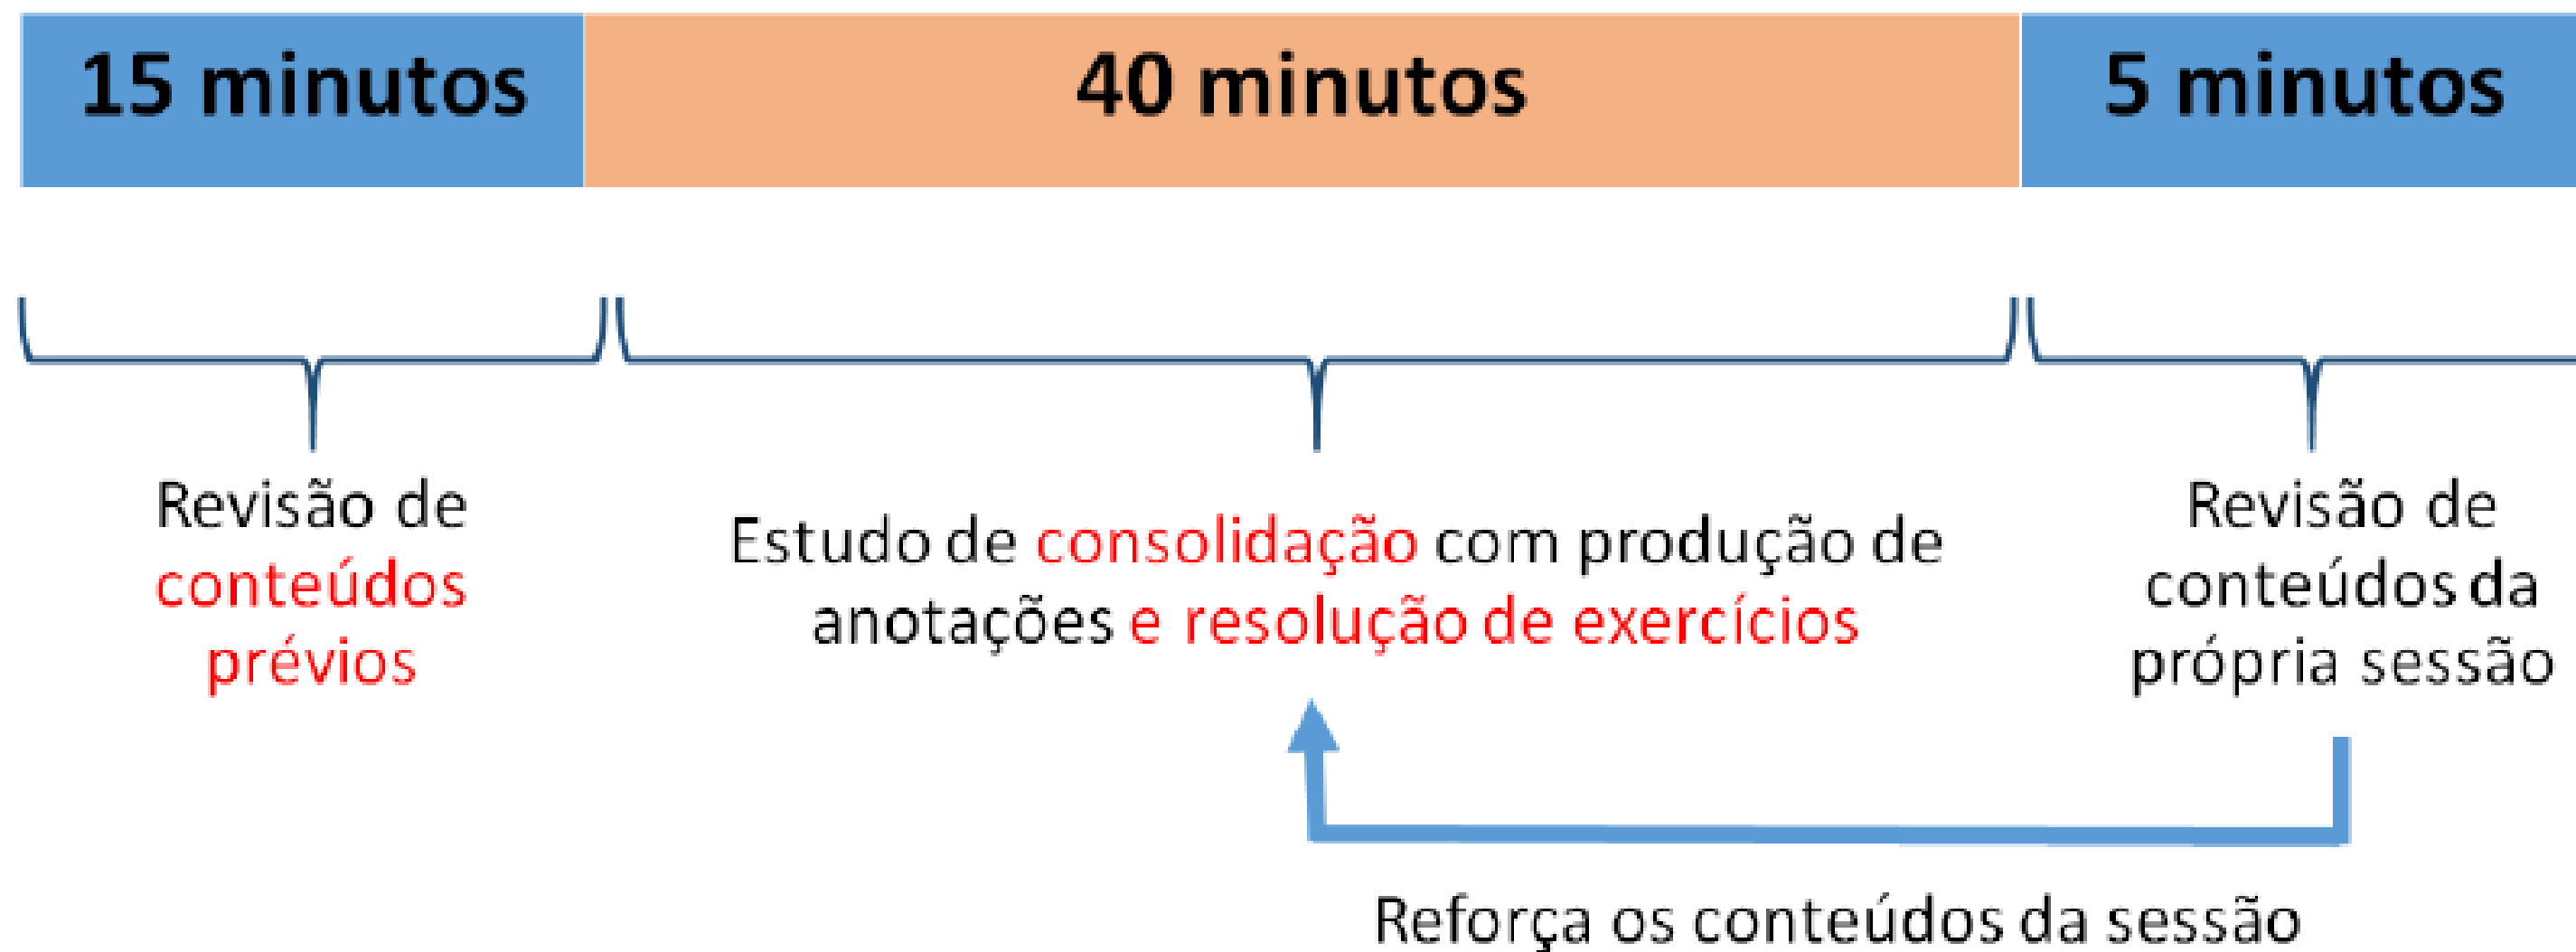 15 minutos
40 minutos
5 minutos
Revisão de
conteúdos
prévios
Estudo de consolidação com produção de
anotações e resolução de exercícios
Revisão de
conteúdos da
própria sessão
Reforça os conteúdos da sessão